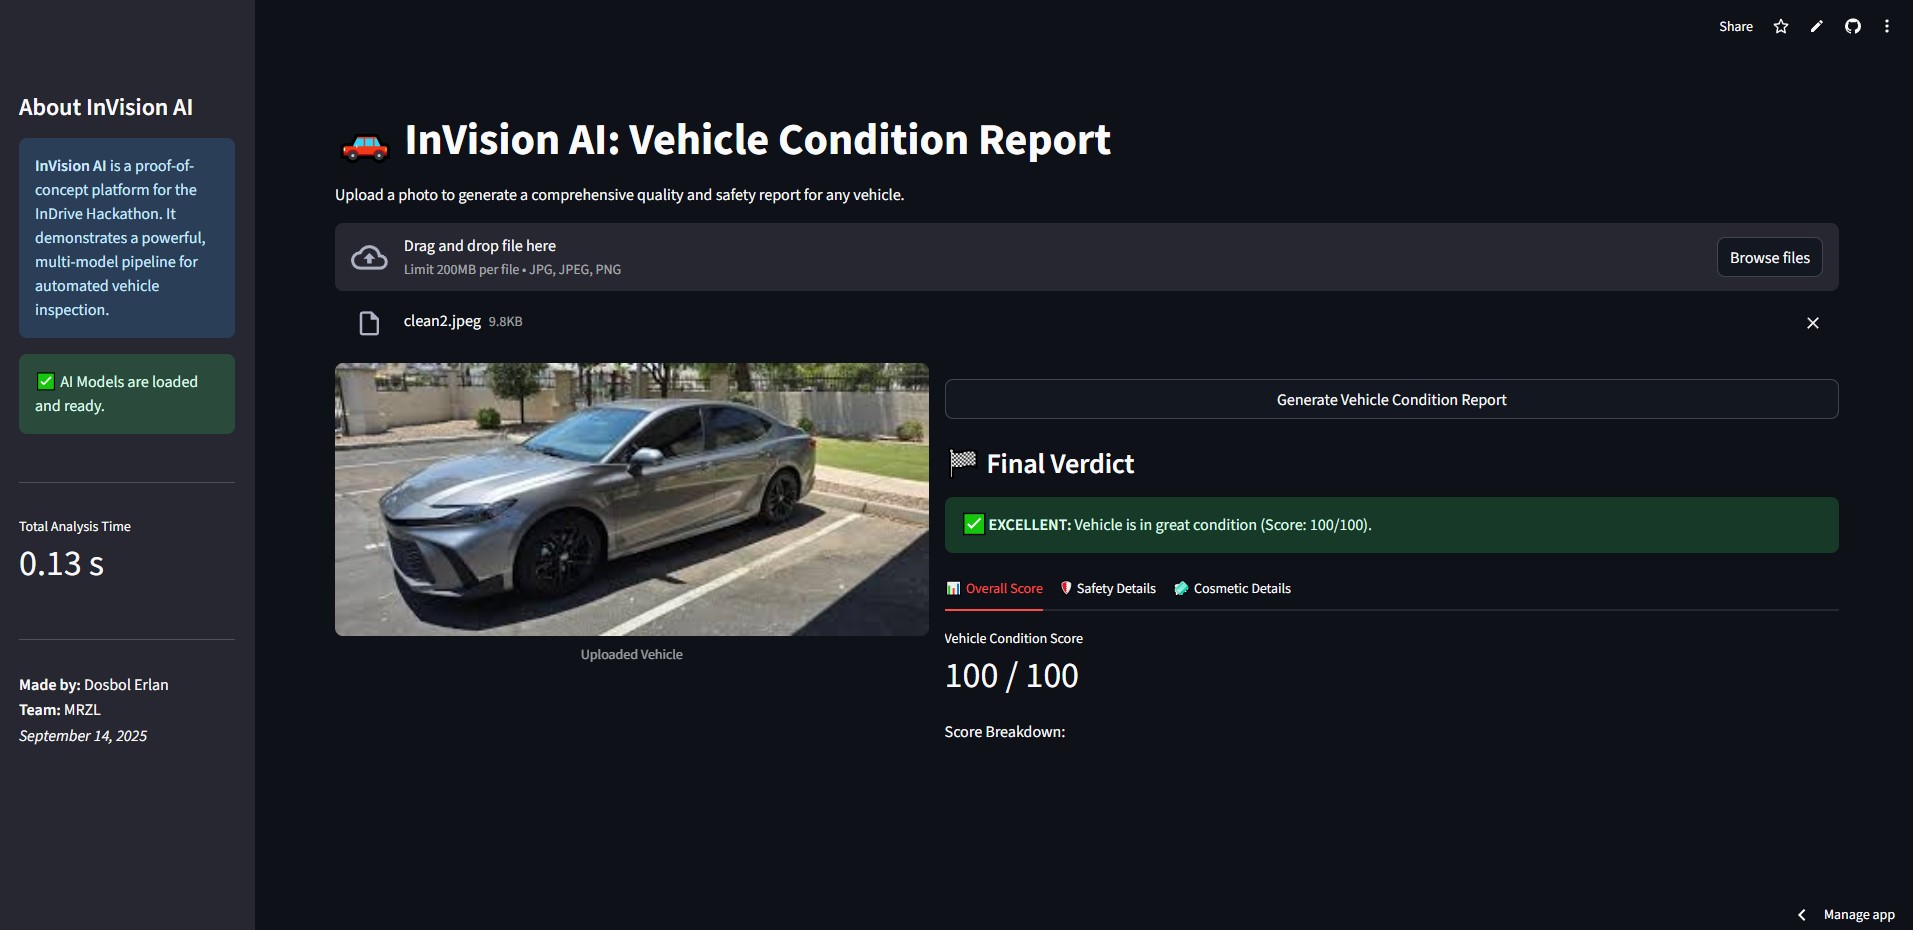 Share
About InVision AI
InVision AI is a proof-of-
concept platform for the
InDrive Hackathon. It
demonstrates a powerful,
multi-model pipeline for
automated vehicle
inspection.
✅ AI Models are loaded
and ready.
Total Analysis Time
0.13 s
Made by: Dosbol Erlan
Team: MRZL
September 14, 2025
🚗 InVision AI: Vehicle Condition Report
Upload a photo to generate a comprehensive quality and safety report for any vehicle.
Drag and drop file here
Limit 200MB per file • JPG, JPEG, PNG
Browse files
clean2.jpeg 9.8KB
Uploaded Vehicle
Generate Vehicle Condition Report
🏁 Final Verdict
✅ EXCELLENT: Vehicle is in great condition (Score: 100/100).
📊 Overall Score 🛡️ Safety Details 🧼 Cosmetic Details
Vehicle Condition Score
100 / 100
Score Breakdown:
Manage app